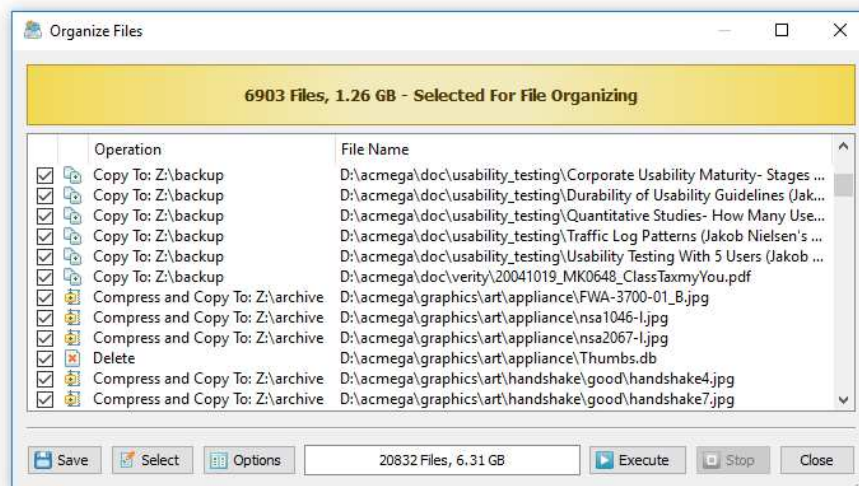 Organize Files
6903 Files, 1.26 GB - Selected For File Organizing
Operation File Name
Copy To: Z:\backup D:\acmega\doc\usability_testing\Corporate Usability Maturity- Stages ...
Copy To: Z:\backup D:\acmega\doc\usability_testing\Durability of Usability Guidelines (Jak...
Copy To: Z:\backup D:\acmega\doc\usability_testing\Quantitative Studies- How Many Use...
Copy To: Z:\backup D:\acmega\doc\usability_testing\Traffic Log Patterns (Jakob Nielsen's ...
Copy To: Z:\backup D:\acmega\doc\usability_testing\Usability Testing With 5 Users (Jakob ...
Copy To: Z:\backup D:\acmega\doc\verity\20041019_MK0648_ClassTaxmyYou.pdf
Compress and Copy To: Z:\archive D:\acmega\graphics\art\appliance\FWA-3700-01_B.jpg
Compress and Copy To: Z:\archive D:\acmega\graphics\art\appliance\nsa1046-l.jpg
Compress and Copy To: Z:\archive D:\acmega\graphics\art\appliance\nsa2067-l.jpg
Delete D:\acmega\graphics\art\appliance\Thumbs.db
Compress and Copy To: Z:\archive D:\acmega\graphics\art\handshake\good\handshake4.jpg
Compress and Copy To: Z:\archive D:\acmega\graphics\art\handshake\good\handshake7.jpg
Save Select Options 20832 Files, 6.31 GB Execute Stop Close